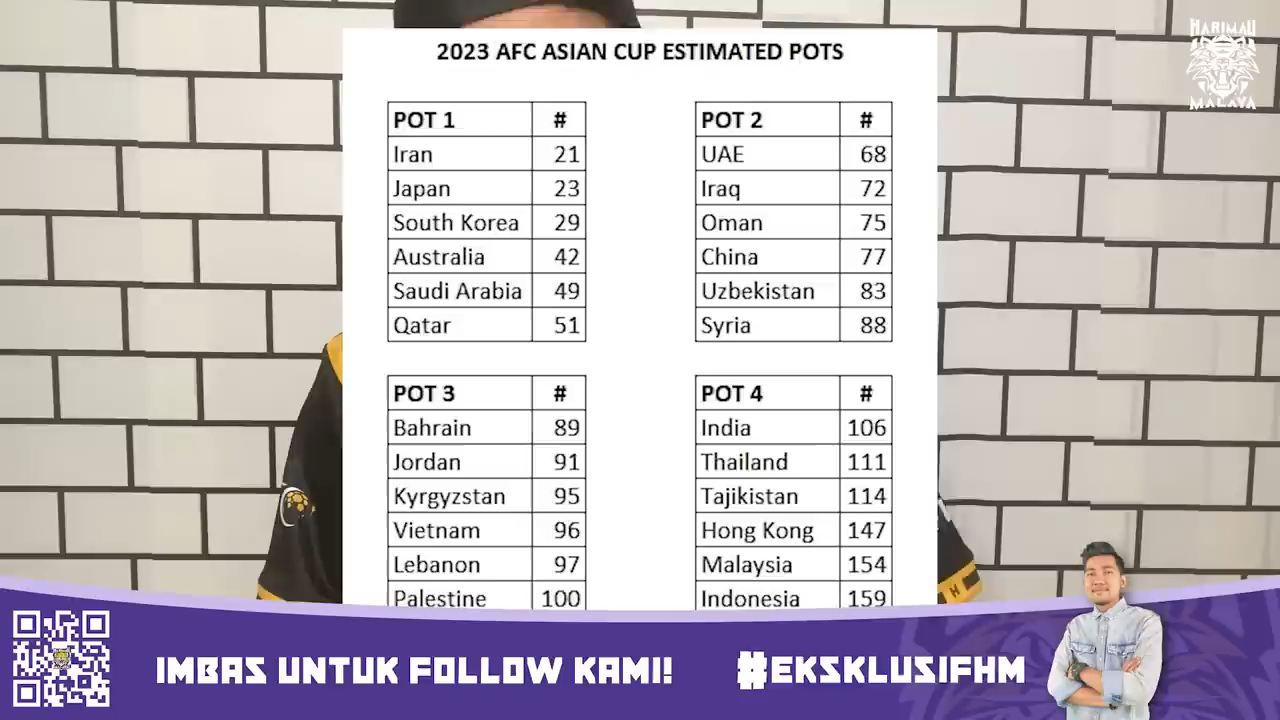 2023 AFC ASIAN CUP ESTIMATED POTS
POT 1 #
Iran 21
Japan 23
South Korea 29
Australia 42
Saudi Arabia 49
Qatar 51
POT 2 #
UAE 68
Iraq 72
Oman 75
China 77
Uzbekistan 83
Syria 88
POT 3 #
Bahrain 89
Jordan 91
Kyrgyzstan 95
Vietnam 96
Lebanon 97
Palestine 100
POT 4 #
India 106
Thailand 111
Tajikistan 114
Hong Kong 147
Malaysia 154
Indonesia 159
HARIMAU
MALAYA
H
IMBAS UNTUK FOLLOW KAMI!
#EKSKLUSIFHM